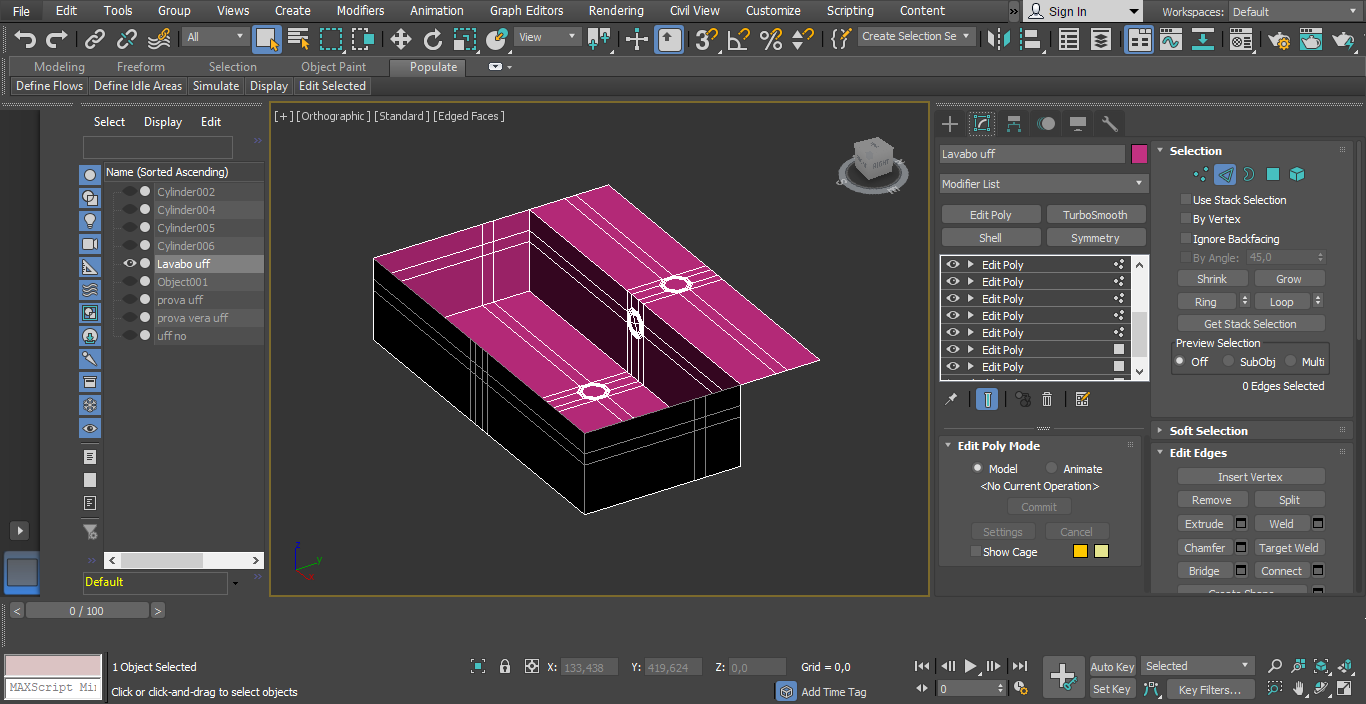 File Edit Tools Group Views Create Modifiers Animation Graph Editors Rendering Civil View Customize Scripting Content » Sign In Workspaces: Default
All View 3 Create Selection Se
Modeling Freeform Selection Object Paint Populate
Define Flows Define Idle Areas Simulate Display Edit Selected
Select Display Edit
Name (Sorted Ascending)
Cylinder002
Cylinder004
Cylinder005
Cylinder006
Lavabo uff
Object001
prova uff
prova vera uff
uff no
Default
[+] [Orthographic] [Standard] [Edged Faces]
RIGHT
z
y
Lavabo uff
Modifier List
Edit Poly TurboSmooth
Shell Symmetry
Edit Poly
Edit Poly
Edit Poly
Edit Poly
Edit Poly
Edit Poly
Edit Poly
Edit Poly Mode
Model Animate
<No Current Operation>
Commit
Settings Cancel
Show Cage
Selection
Use Stack Selection
By Vertex
Ignore Backfacing
By Angle: 45,0
Shrink Grow
Ring Loop
Get Stack Selection
Preview Selection
Off SubObj Multi
0 Edges Selected
Soft Selection
Edit Edges
Insert Vertex
Remove Split
Extrude Weld
Chamfer Target Weld
Bridge Connect
Create Shape
< 0 / 100 >
1 Object Selected
MAXScript Mi
Click or click-and-drag to select objects
X: 133,438 Y: 419,624 Z: 0,0 Grid = 0,0
Add Time Tag
0
Auto Key Selected
Set Key Key Filters...